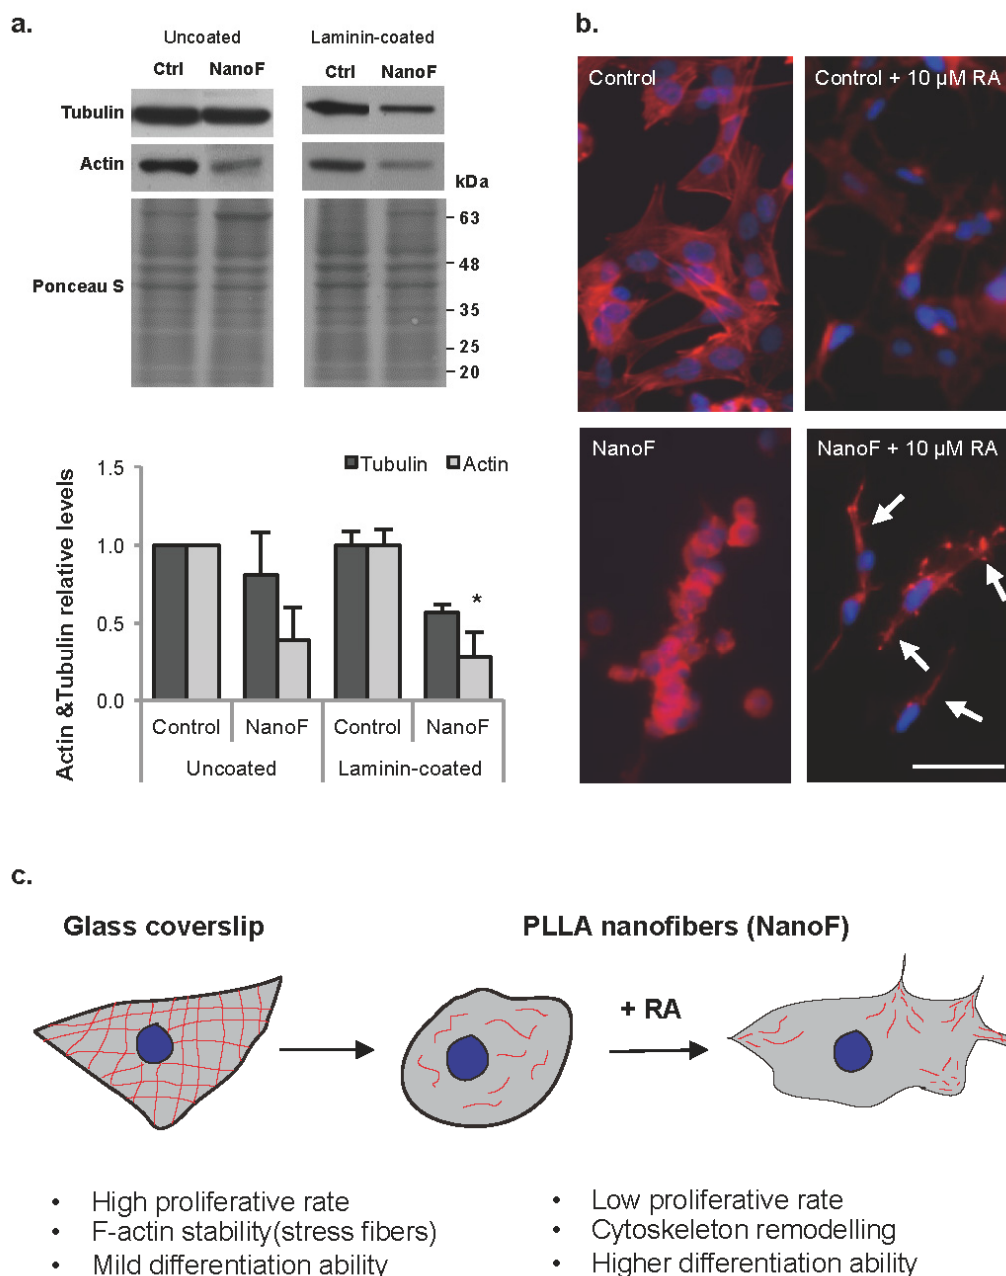 a.
Uncoated
Laminin-coated
Ctrl NanoF
Ctrl NanoF
Tubulin
Actin
kDa
63
48
Ponceau S
35
25
20
1.5
Tubulin Actin
1.0
0.5
0.0
Actin &Tubulin relative levels
*
Control NanoF Control NanoF
Uncoated Laminin-coated
b.
Control
Control + 10 µM RA
NanoF
NanoF + 10 µM RA
c.
Glass coverslip
PLLA nanofibers (NanoF)
+ RA
• High proliferative rate
• F-actin stability(stress fibers)
• Mild differentiation ability
• Low proliferative rate
• Cytoskeleton remodelling
• Higher differentiation ability